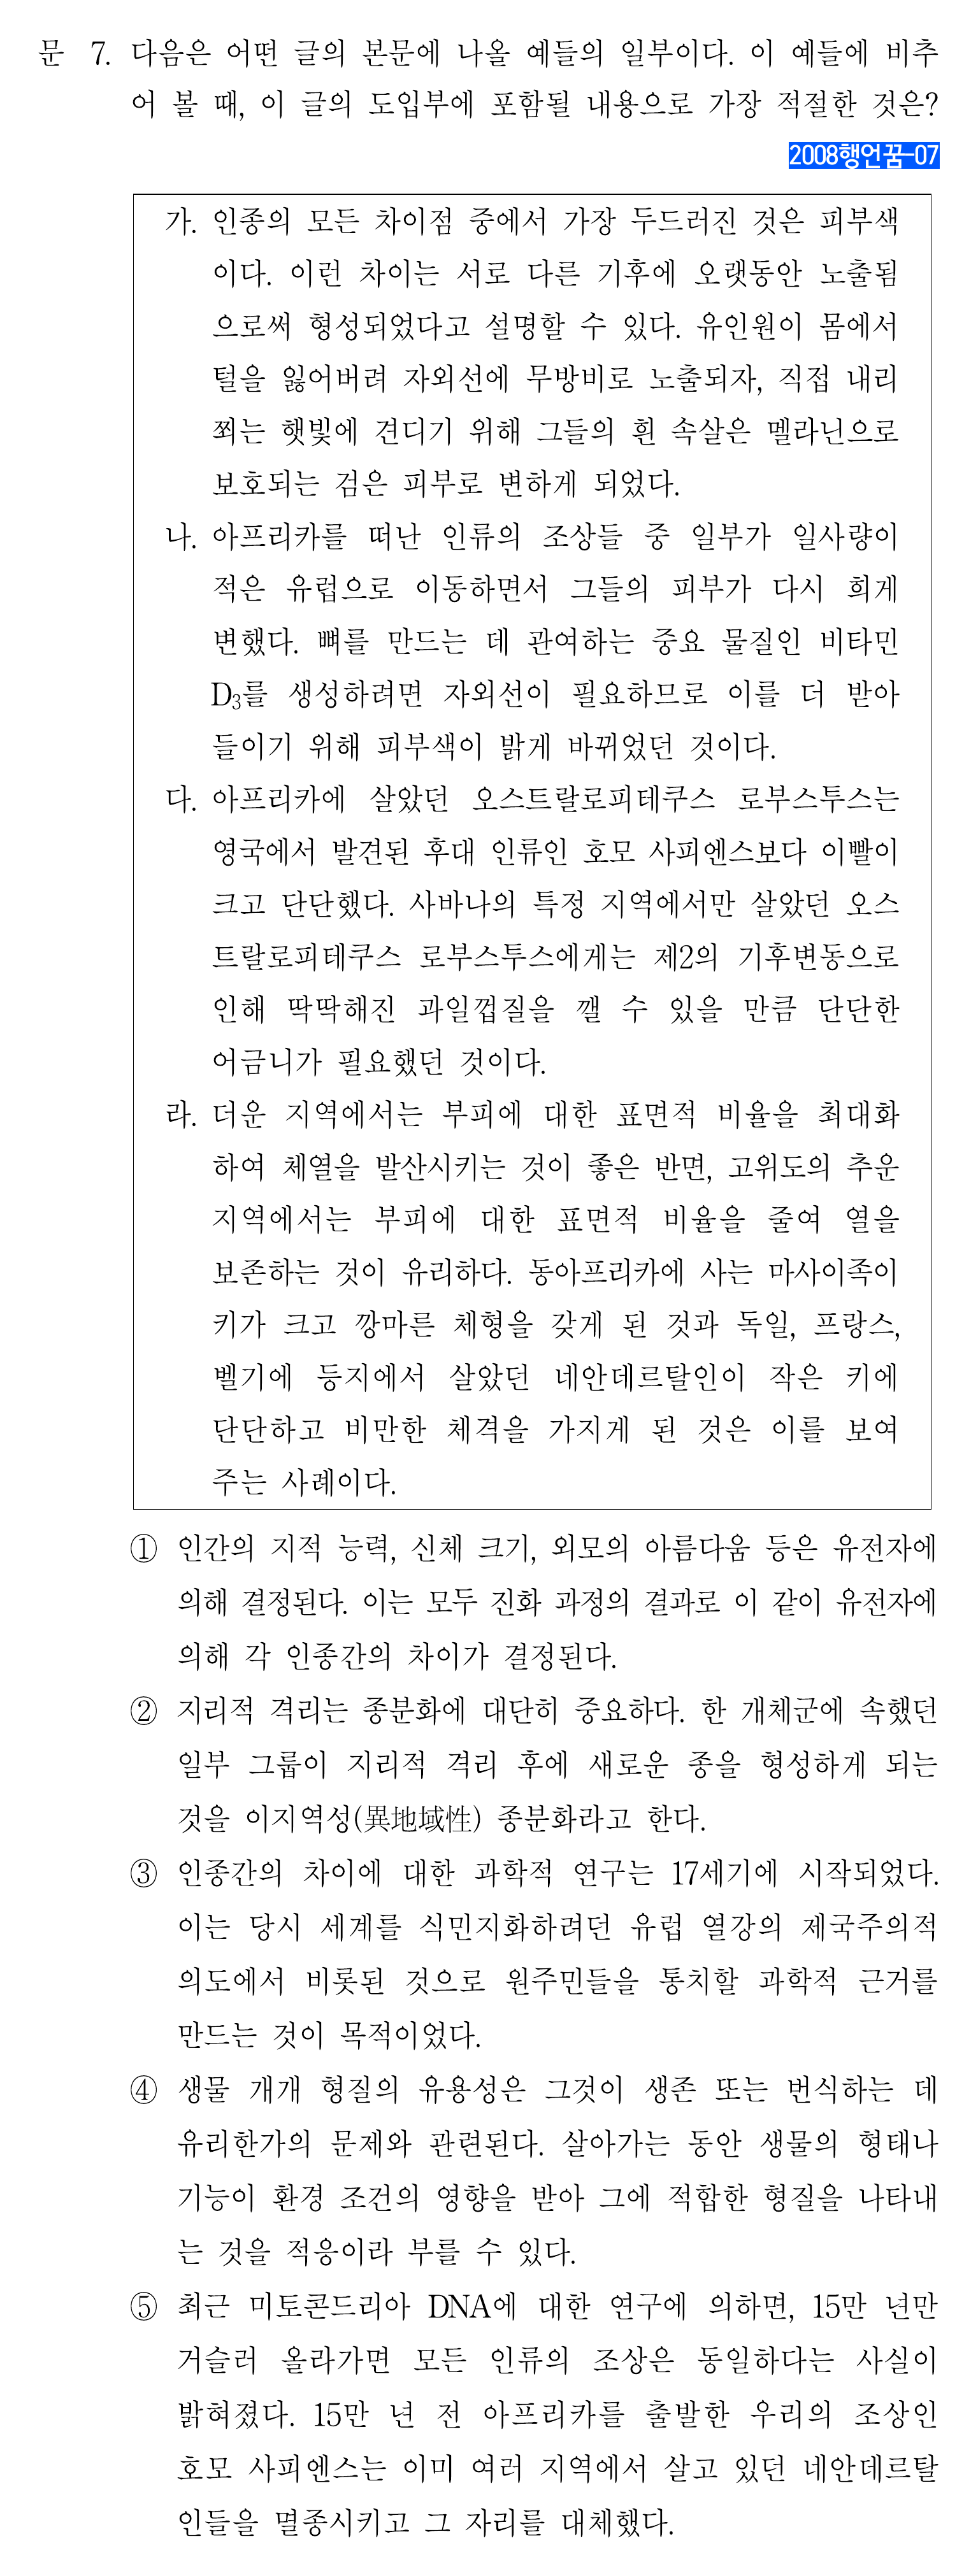 문 7. 다음은 어떤 글의 본문에 나올 예들의 일부이다. 이 예들에 비추
어 볼 때, 이 글의 도입부에 포함될 내용으로 가장 적절한 것은?
2008행언꿈-07
가. 인종의 모든 차이점 중에서 가장 두드러진 것은 피부색
이다. 이런 차이는 서로 다른 기후에 오랫동안 노출됨
으로써 형성되었다고 설명할 수 있다. 유인원이 몸에서
털을 잃어버려 자외선에 무방비로 노출되자, 직접 내리
쬐는 햇빛에 견디기 위해 그들의 흰 속살은 멜라닌으로
보호되는 검은 피부로 변하게 되었다.
나. 아프리카를 떠난 인류의 조상들 중 일부가 일사량이
적은 유럽으로 이동하면서 그들의 피부가 다시 희게
변했다. 뼈를 만드는 데 관여하는 중요 물질인 비타민
D₃를 생성하려면 자외선이 필요하므로 이를 더 받아
들이기 위해 피부색이 밝게 바뀌었던 것이다.
다. 아프리카에 살았던 오스트랄로피테쿠스 로부스투스는
영국에서 발견된 후대 인류인 호모 사피엔스보다 이빨이
크고 단단했다. 사바나의 특정 지역에서만 살았던 오스
트랄로피테쿠스 로부스투스에게는 제2의 기후변동으로
인해 딱딱해진 과일껍질을 깰 수 있을 만큼 단단한
어금니가 필요했던 것이다.
라. 더운 지역에서는 부피에 대한 표면적 비율을 최대화
하여 체열을 발산시키는 것이 좋은 반면, 고위도의 추운
지역에서는 부피에 대한 표면적 비율을 줄여 열을
보존하는 것이 유리하다. 동아프리카에 사는 마사이족이
키가 크고 깡마른 체형을 갖게 된 것과 독일, 프랑스,
벨기에 등지에서 살았던 네안데르탈인이 작은 키에
단단하고 비만한 체격을 가지게 된 것은 이를 보여
주는 사례이다.
① 인간의 지적 능력, 신체 크기, 외모의 아름다움 등은 유전자에
의해 결정된다. 이는 모두 진화 과정의 결과로 이 같이 유전자에
의해 각 인종간의 차이가 결정된다.
② 지리적 격리는 종분화에 대단히 중요하다. 한 개체군에 속했던
일부 그룹이 지리적 격리 후에 새로운 종을 형성하게 되는
것을 이지역성(異地域性) 종분화라고 한다.
③ 인종간의 차이에 대한 과학적 연구는 17세기에 시작되었다.
이는 당시 세계를 식민지화하려던 유럽 열강의 제국주의적
의도에서 비롯된 것으로 원주민들을 통치할 과학적 근거를
만드는 것이 목적이었다.
④ 생물 개개 형질의 유용성은 그것이 생존 또는 번식하는 데
유리한가의 문제와 관련된다. 살아가는 동안 생물의 형태나
기능이 환경 조건의 영향을 받아 그에 적합한 형질을 나타내
는 것을 적응이라 부를 수 있다.
⑤ 최근 미토콘드리아 DNA에 대한 연구에 의하면, 15만 년만
거슬러 올라가면 모든 인류의 조상은 동일하다는 사실이
밝혀졌다. 15만 년 전 아프리카를 출발한 우리의 조상인
호모 사피엔스는 이미 여러 지역에서 살고 있던 네안데르탈
인들을 멸종시키고 그 자리를 대체했다.